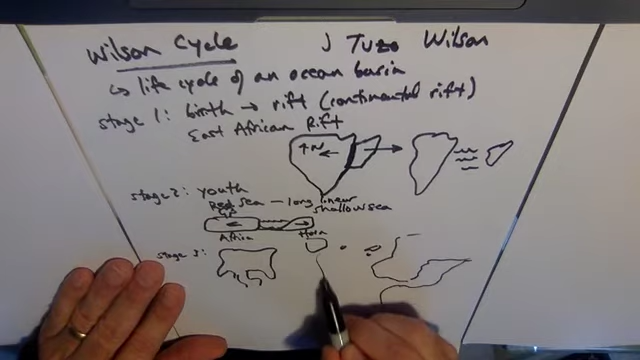 Wilson Cycle J Tuzo Wilson
↳ life cycle of an ocean basin
stage 1: birth → rift (continental rift)
East African Rift
↑N
stage 2: youth
Red Sea - long linear
shallow sea
Africa Horn
stage 3: